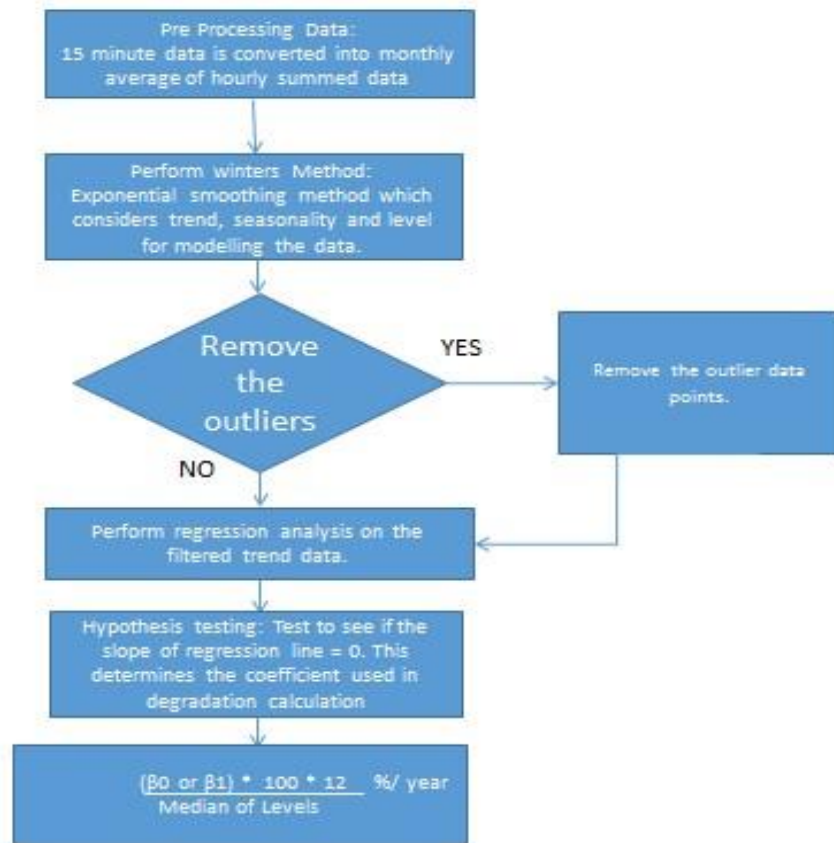 Pre Processing Data:
15 minute data is converted into monthly
average of hourly summed data
Perform winters Method:
Exponential smoothing method which
considers trend, seasonality and level
for modelling the data.
Remove
the
outliers
YES
Remove the outlier data
points.
NO
Perform regression analysis on the
filtered trend data.
Hypothesis testing: Test to see if the
slope of regression line = 0. This
determines the coefficient used in
degradation calculation
(β0 or β1) * 100 * 12 %/ year
Median of Levels